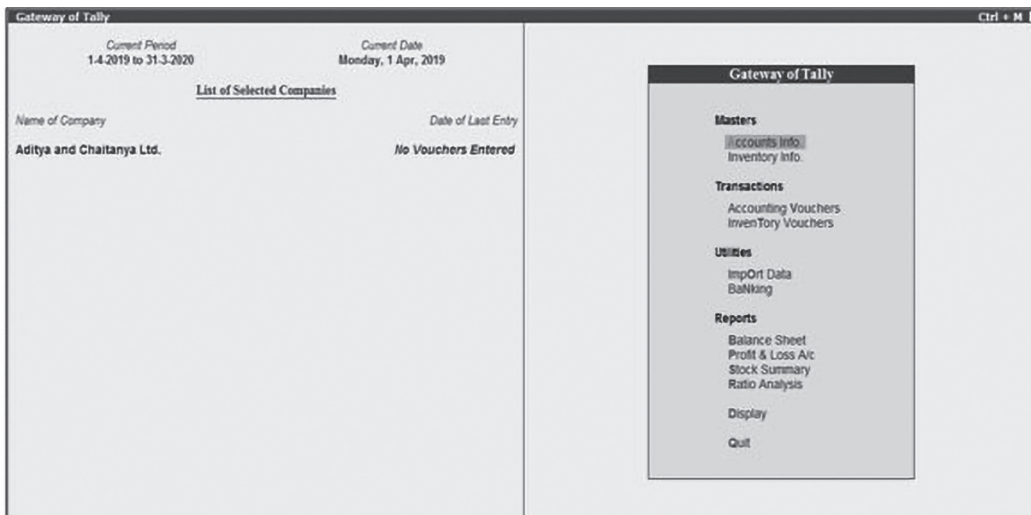 Gateway of Tally Ctrl + M
Current Period Current Date
1-4-2019 to 31-3-2020 Monday, 1 Apr, 2019
List of Selected Companies
Name of Company Date of Last Entry
Aditya and Chaitanya Ltd. No Vouchers Entered
Gateway of Tally
Masters
Accounts Info.
Inventory Info.
Transactions
Accounting Vouchers
InvenTory Vouchers
Utilities
ImpOrt Data
BaNking
Reports
Balance Sheet
Profit & Loss A/c
Stock Summary
Ratio Analysis
Display
Quit